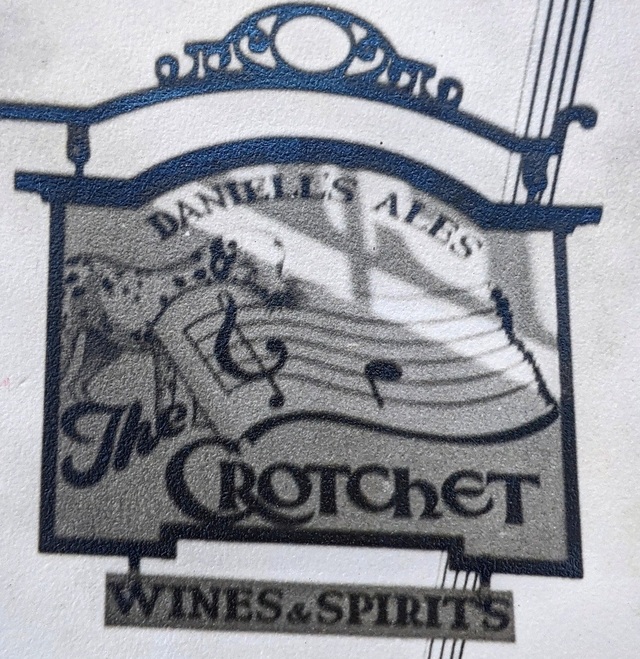 DANIELL'S ALES
The
CROTCHET
WINES & SPIRITS